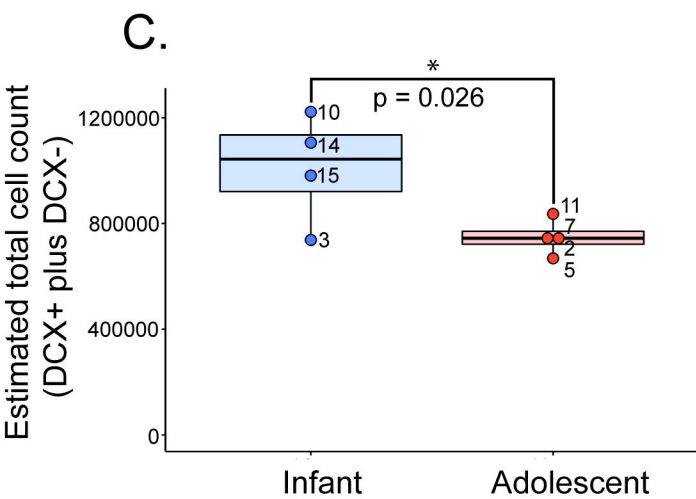 C.
Estimated total cell count
(DCX+ plus DCX-)
*
p = 0.026
1200000
800000
400000
0
10
14
15
3
11
7
2
5
Infant
Adolescent